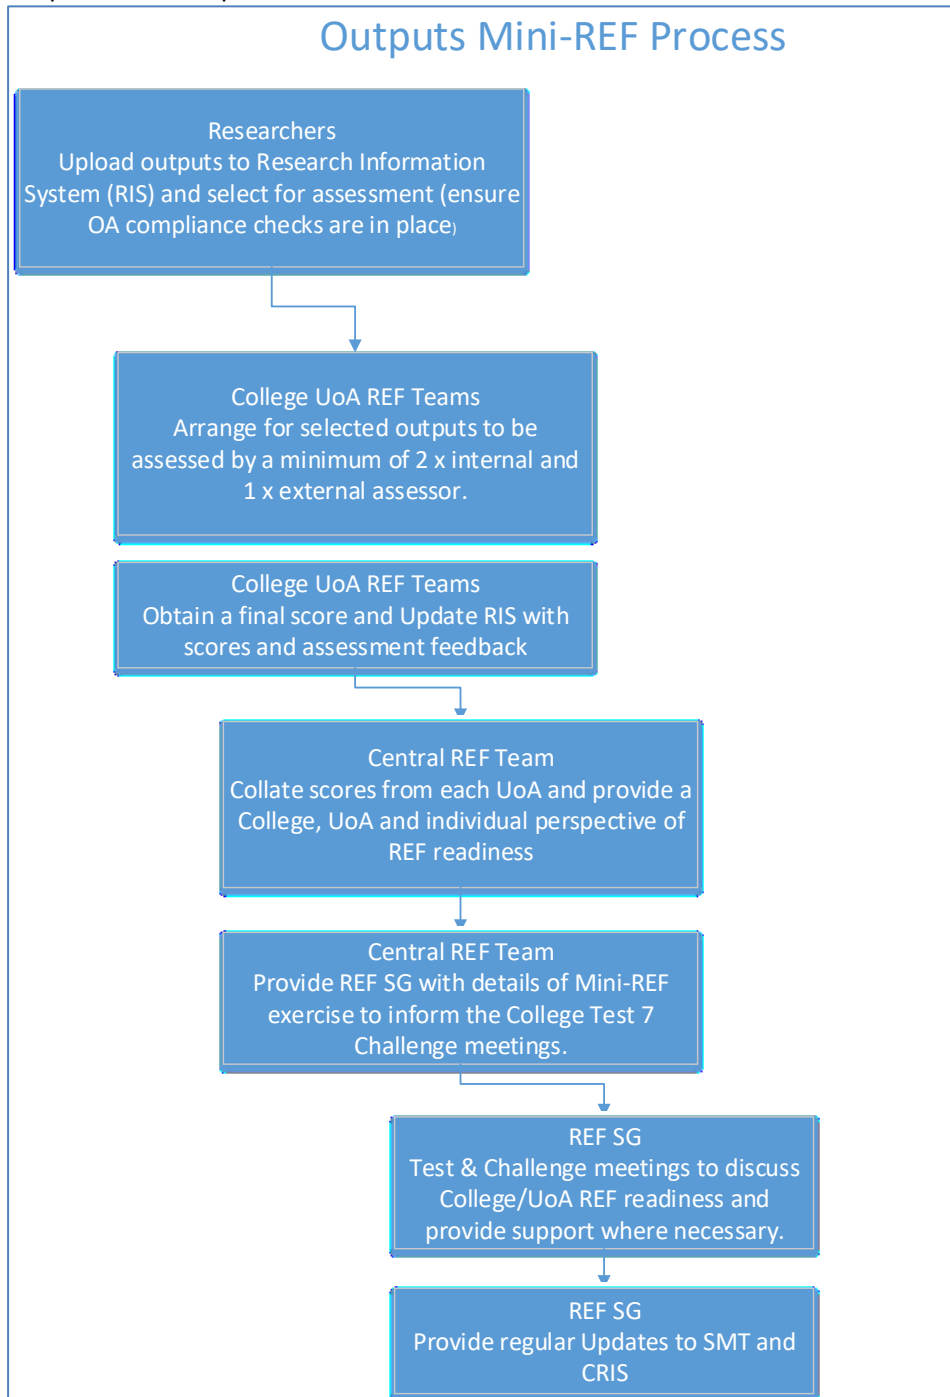 Outputs Mini-REF Process
Researchers
Upload outputs to Research Information
System (RIS) and select for assessment (ensure
OA compliance checks are in place)
College UoA REF Teams
Arrange for selected outputs to be
assessed by a minimum of 2 x internal and
1 x external assessor.
College UoA REF Teams
Obtain a final score and Update RIS with
scores and assessment feedback
Central REF Team
Collate scores from each UoA and provide a
College, UoA and individual perspective of
REF readiness
Central REF Team
Provide REF SG with details of Mini-REF
exercise to inform the College Test 7
Challenge meetings.
REF SG
Test & Challenge meetings to discuss
College/UoA REF readiness and
provide support where necessary.
REF SG
Provide regular Updates to SMT and
CRIS